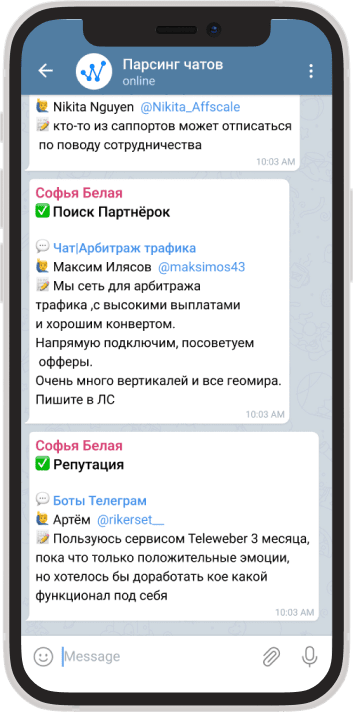 Парсинг чатов
online
Nikita Nguyen @Nikita_Affscale
кто-то из саппортов может отписаться
по поводу сотрудничества
10:03 AM
Софья Белая
✅ Поиск Партнёрок
💬 Чат|Арбитраж трафика
🙋 Максим Илясов @maksimos43
📝 Мы сеть для арбитража
трафика ,с высокими выплатами
и хорошим конвертом.
Напрямую подключим, посоветуем
офферы.
Очень много вертикалей и все геомира.
Пишите в ЛС
10:03 AM
Софья Белая
✅ Репутация
💬 Боты Телеграм
🙋 Артём @rikerset__
📝 Пользуюсь сервисом Teleweber 3 месяца,
пока что только положительные эмоции,
но хотелось бы доработать кое какой
функционал под себя
10:03 AM
Message